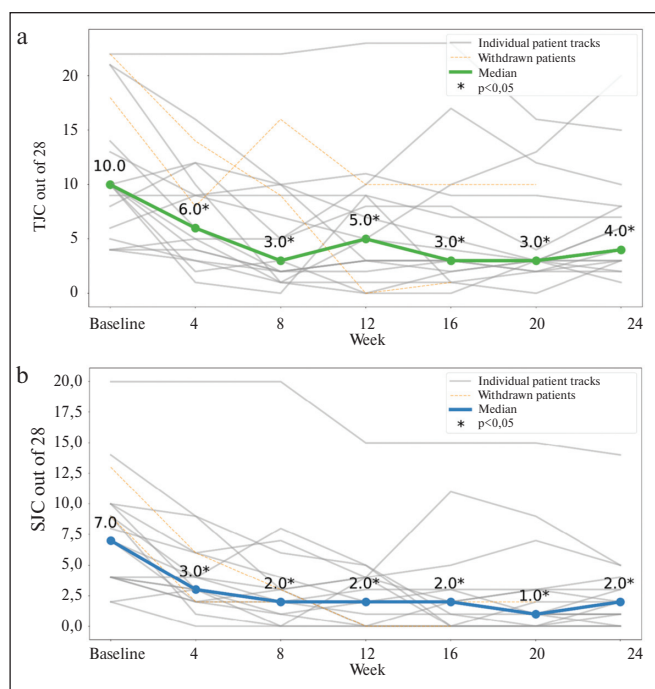 a
TJC out of 28
20
15
10
5
0
Individual patient tracks
Withdrawn patients
Median
* p<0,05
10.0
6.0*
3.0*
5.0*
3.0*
3.0*
4.0*
Baseline 4 8 12 16 20 24
Week
b
SJC out of 28
20,0
17,5
15,0
12,5
10,0
7,5
5,0
2,5
0,0
Individual patient tracks
Withdrawn patients
Median
* p<0,05
7.0
3.0*
2.0*
2.0*
2.0*
1.0*
2.0*
Baseline 4 8 12 16 20 24
Week